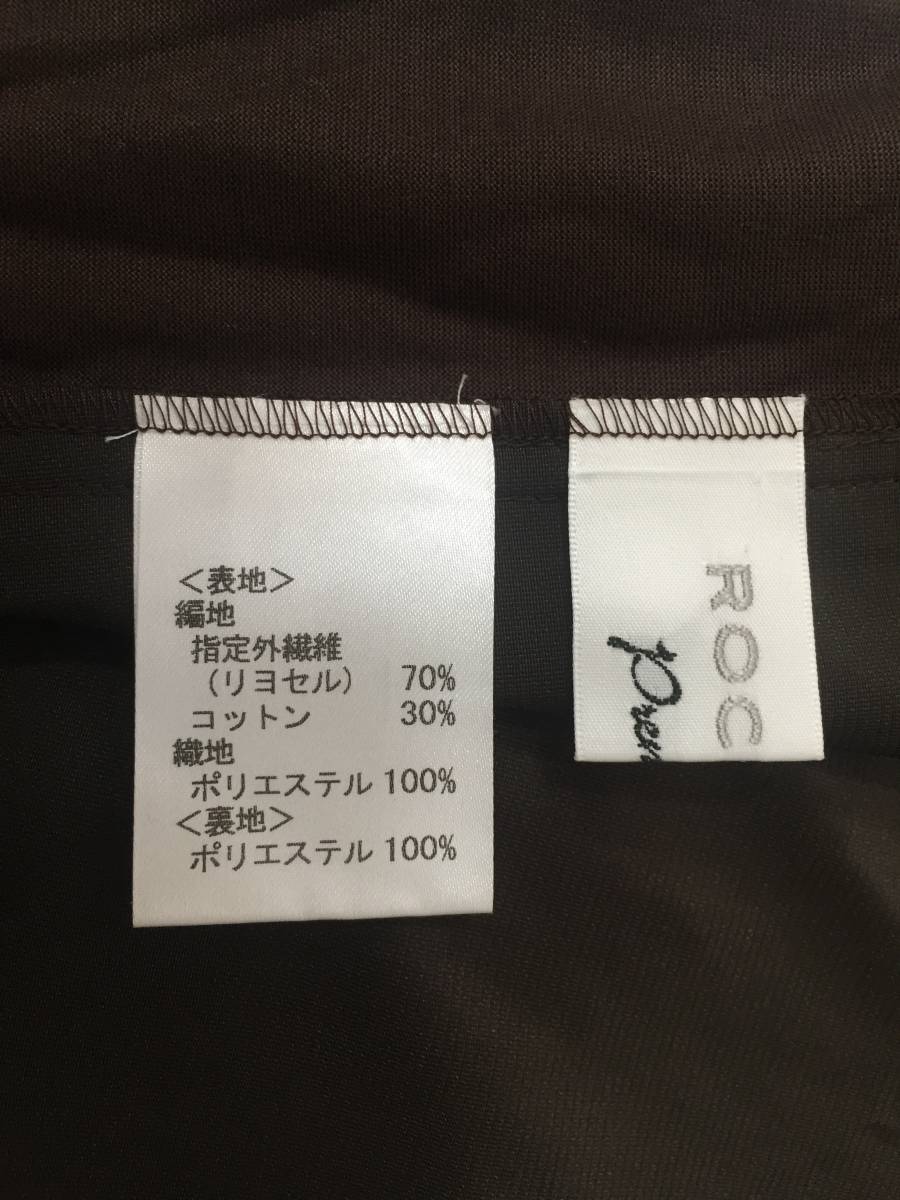 <表地>
編地
指定外繊維
(リヨセル) 70%
コットン 30%
織地
ポリエステル 100%
<裏地>
ポリエステル 100%
ROC